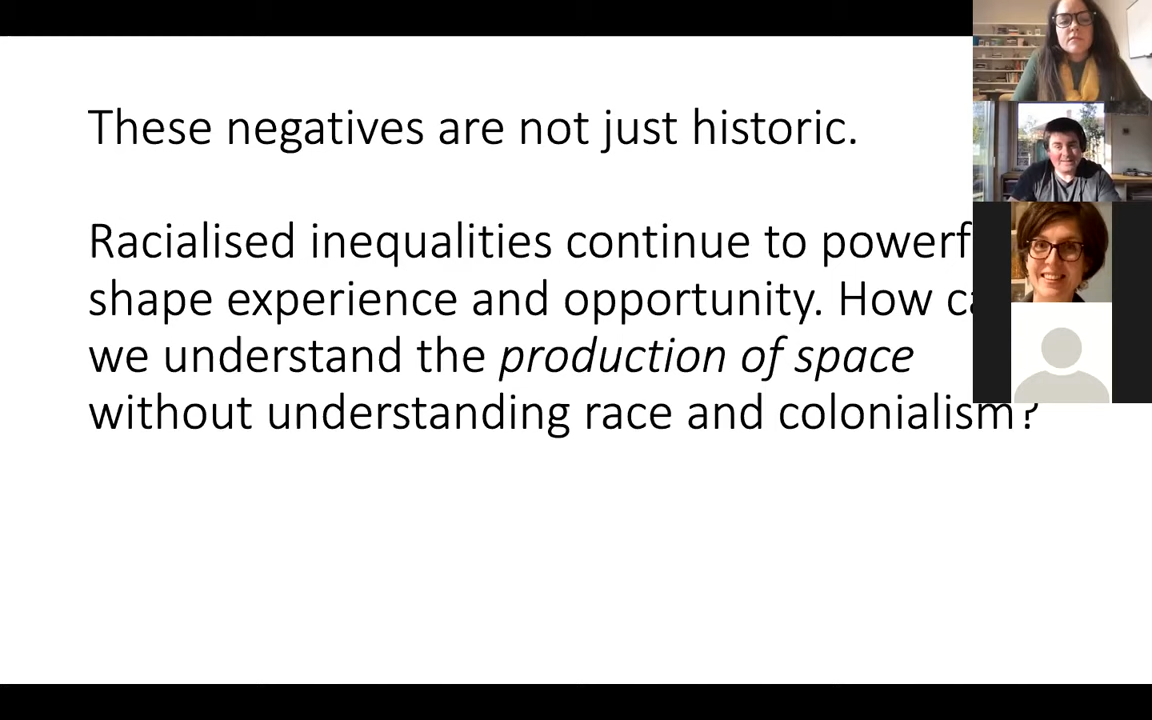 These negatives are not just historic.
Racialised inequalities continue to
shape experience and opportunity. How
we understand the production of space
without understanding race and colonialism?